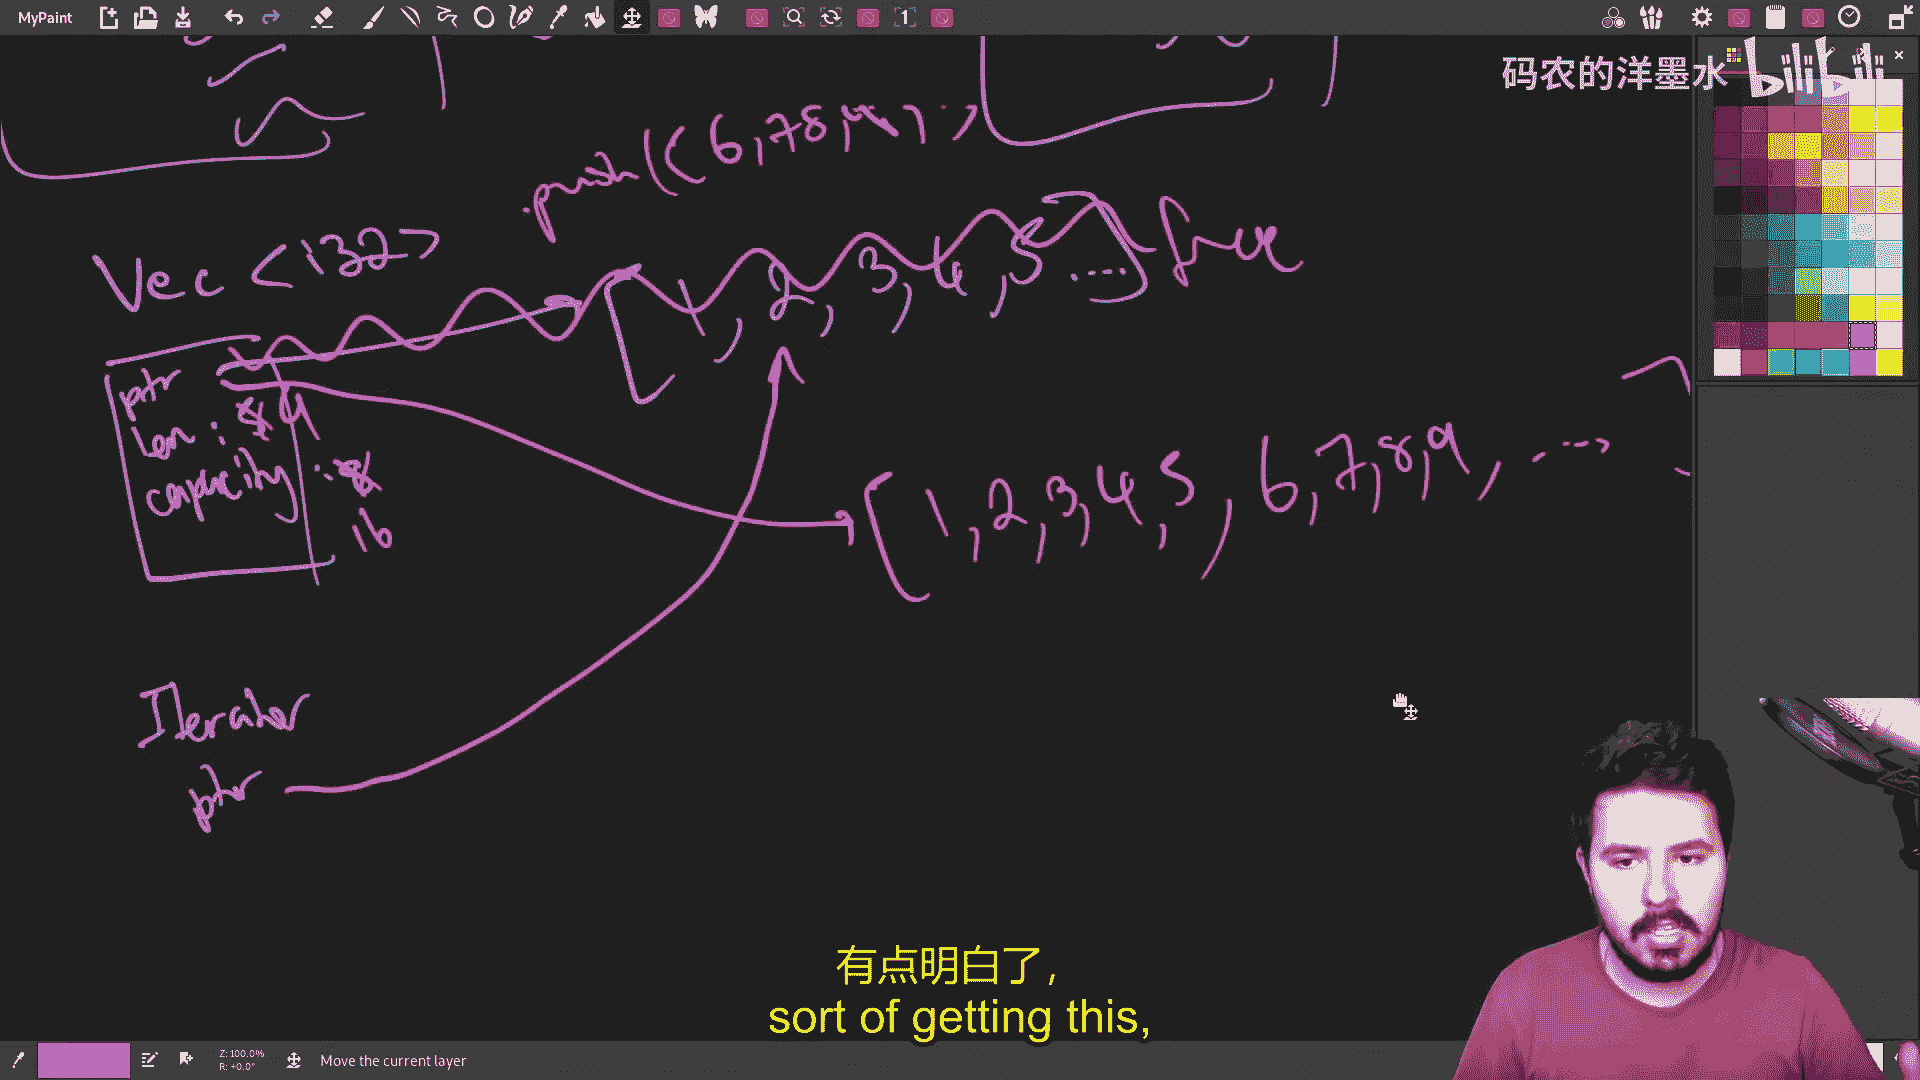 MyPaint
码农的洋墨水 bilibili
.push((6,78,9,);
Vec <i32>
[1, 2, 3, 4, 5 ....] free
ptr
len : 8 9
capacity : 8
16
[1,2,3,4,5, 6,7,8,9, ....]
Iterator
ptr
有点明白了，
sort of getting this,
Z: 100.0%
R: +0.0°
Move the current layer